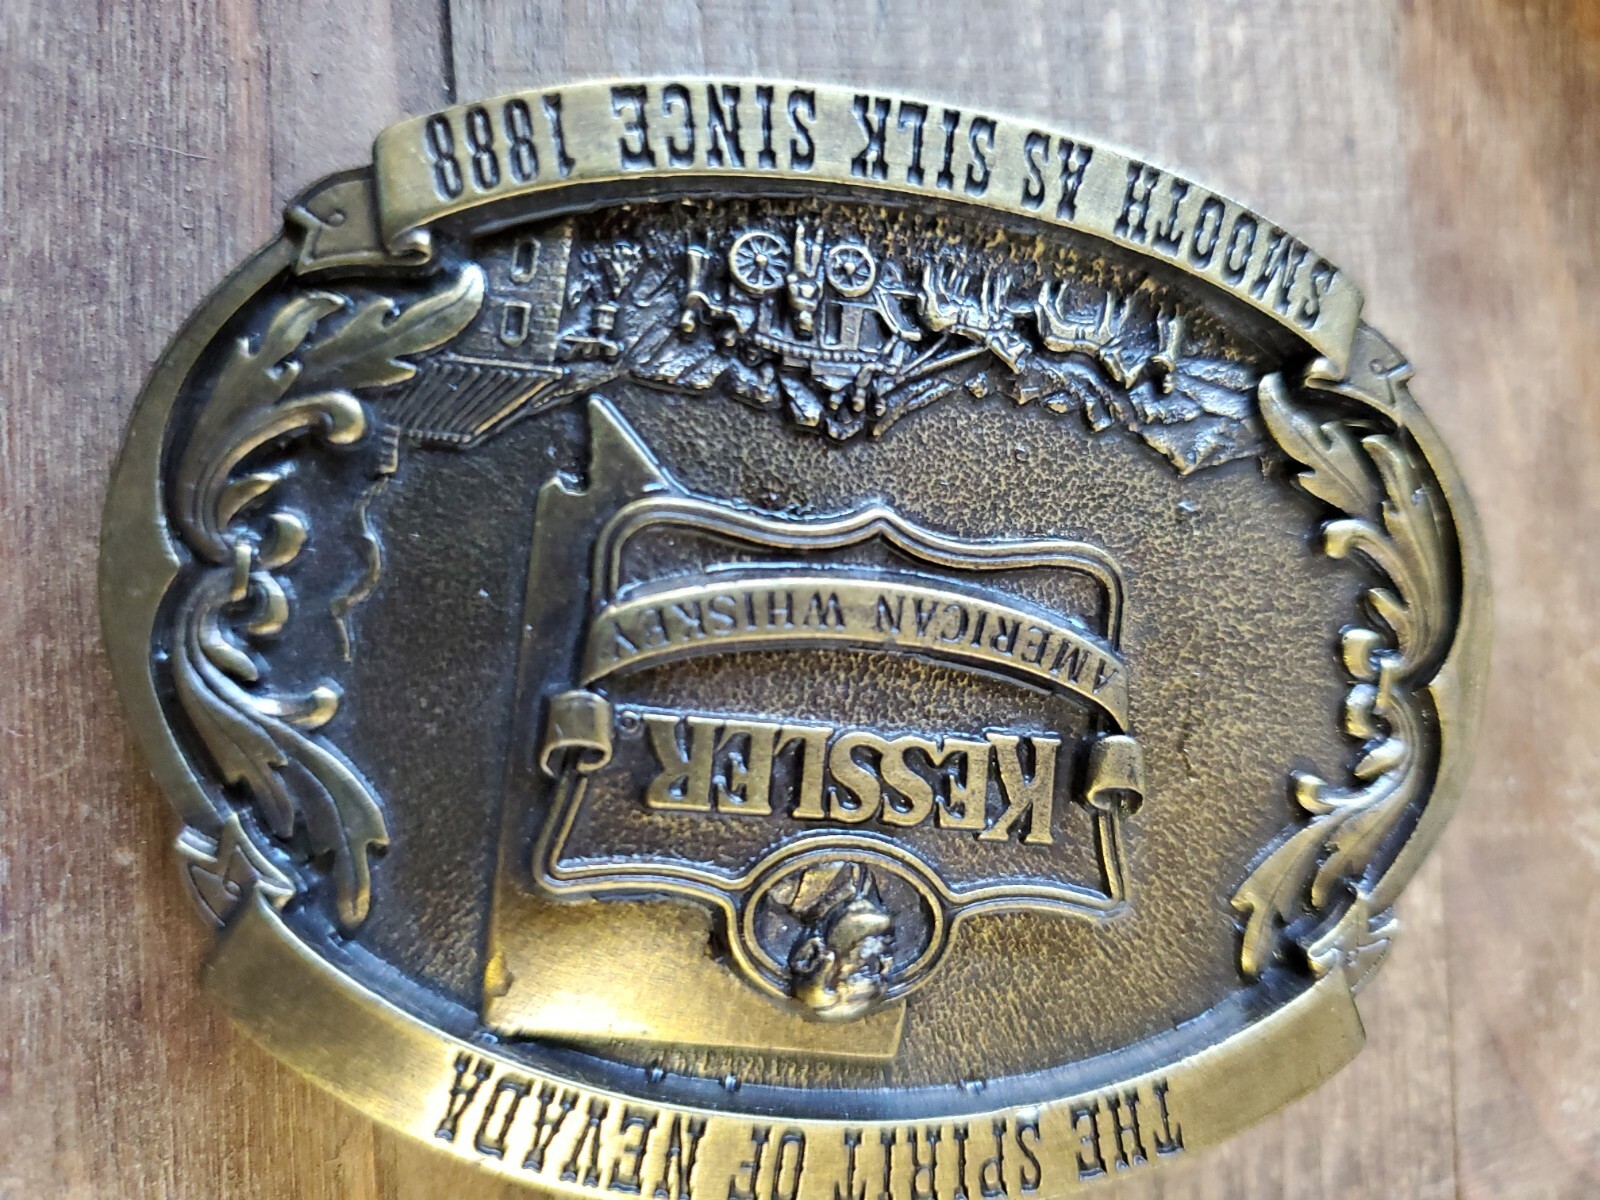 THE SPIRIT OF NEVADA
KESSLER®
AMERICAN WHISKEY
SMOOTH AS SILK SINCE 1888